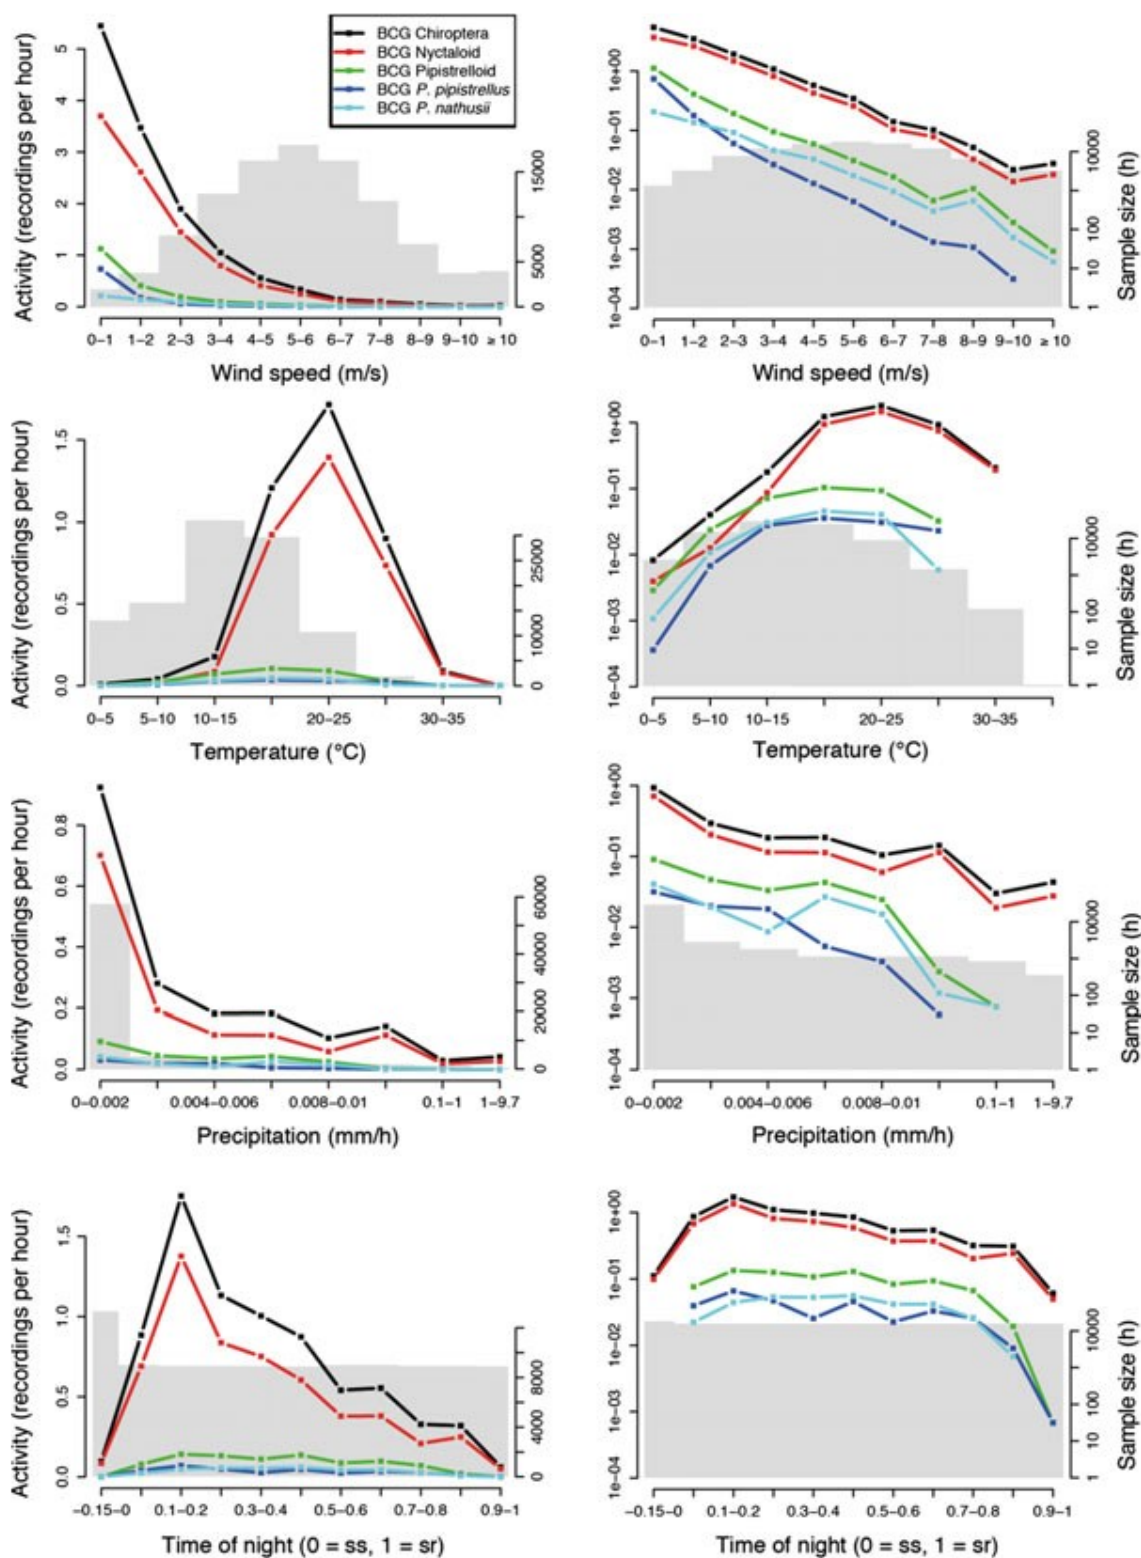 BCG Chiroptera
BCG Nyctaloid
BCG Pipistrelloid
BCG P. pipistrellus
BCG P. nathusii
Activity (recordings per hour)
0 1 2 3 4 5
0 5000 15000
0–1 1–2 2–3 3–4 4–5 5–6 6–7 7–8 8–9 9–10 ≥ 10
Wind speed (m/s)
1e−04 1e−03 1e−02 1e−01 1e+00
1 10 100 10000
Sample size (h)
0–1 1–2 2–3 3–4 4–5 5–6 6–7 7–8 8–9 9–10 ≥ 10
Wind speed (m/s)
Activity (recordings per hour)
0.0 0.5 1.0 1.5
0 10000 25000
0–5 5–10 10–15 20–25 30–35
Temperature (°C)
1e−04 1e−03 1e−02 1e−01 1e+00
1 10 100 10000
Sample size (h)
0–5 5–10 10–15 20–25 30–35
Temperature (°C)
Activity (recordings per hour)
0.0 0.2 0.4 0.6 0.8
0 20000 40000 60000
0–0.002 0.004–0.006 0.008–0.01 0.1–1 1–9.7
Precipitation (mm/h)
1e−04 1e−03 1e−02 1e−01 1e+00
1 10 100 10000
Sample size (h)
0–0.002 0.004–0.006 0.008–0.01 0.1–1 1–9.7
Precipitation (mm/h)
Activity (recordings per hour)
0.0 0.5 1.0 1.5
0 4000 8000
−0.15–0 0.1–0.2 0.3–0.4 0.5–0.6 0.7–0.8 0.9–1
Time of night (0 = ss, 1 = sr)
1e−04 1e−03 1e−02 1e−01 1e+00
1 10 100 10000
Sample size (h)
−0.15–0 0.1–0.2 0.3–0.4 0.5–0.6 0.7–0.8 0.9–1
Time of night (0 = ss, 1 = sr)